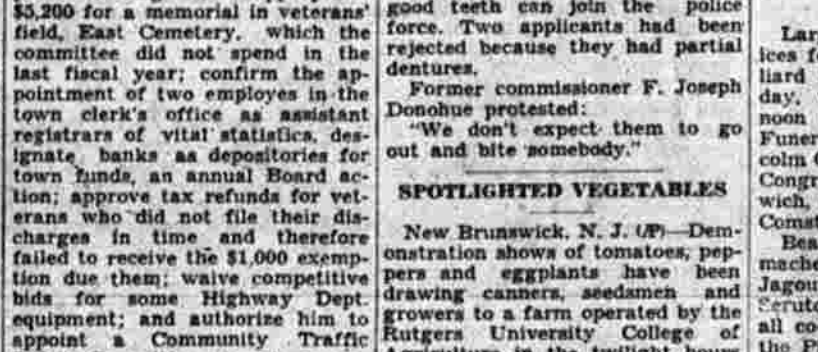 $5,200 for a memorial in veterans'
field, East Cemetery, which the
committee did not spend in the
last fiscal year; confirm the ap-
pointment of two employes in the
town clerk's office as assistant
registrars of vital statistics, des-
ignate banks as depositories for
town funds, an annual Board ac-
tion; approve tax refunds for vet-
erans who did not file their dis-
charges in time and therefore
failed to receive the $1,000 exemp-
tion due them; waive competitive
bids for some Highway Dept.
equipment; and authorize him to
appoint a Community Traffic
good teeth can join the police
force. Two applicants had been
rejected because they had partial
dentures.
Former commissioner F. Joseph
Donohue protested:
"We don't expect them to go
out and bite somebody."
SPOTLIGHTED VEGETABLES
New Brunswick, N. J. (AP)—Dem-
onstration shows of tomatoes, pep-
pers and eggplants have been
drawing canners, seedsmen and
growers to a farm operated by the
Rutgers University College of
Agriculture in the twilight hours
Lar
ices f
liard
day,
noon
Funer
colm
Congr
wich,
Comst
Bea
mache
Jagou
Scruto
all co
the P